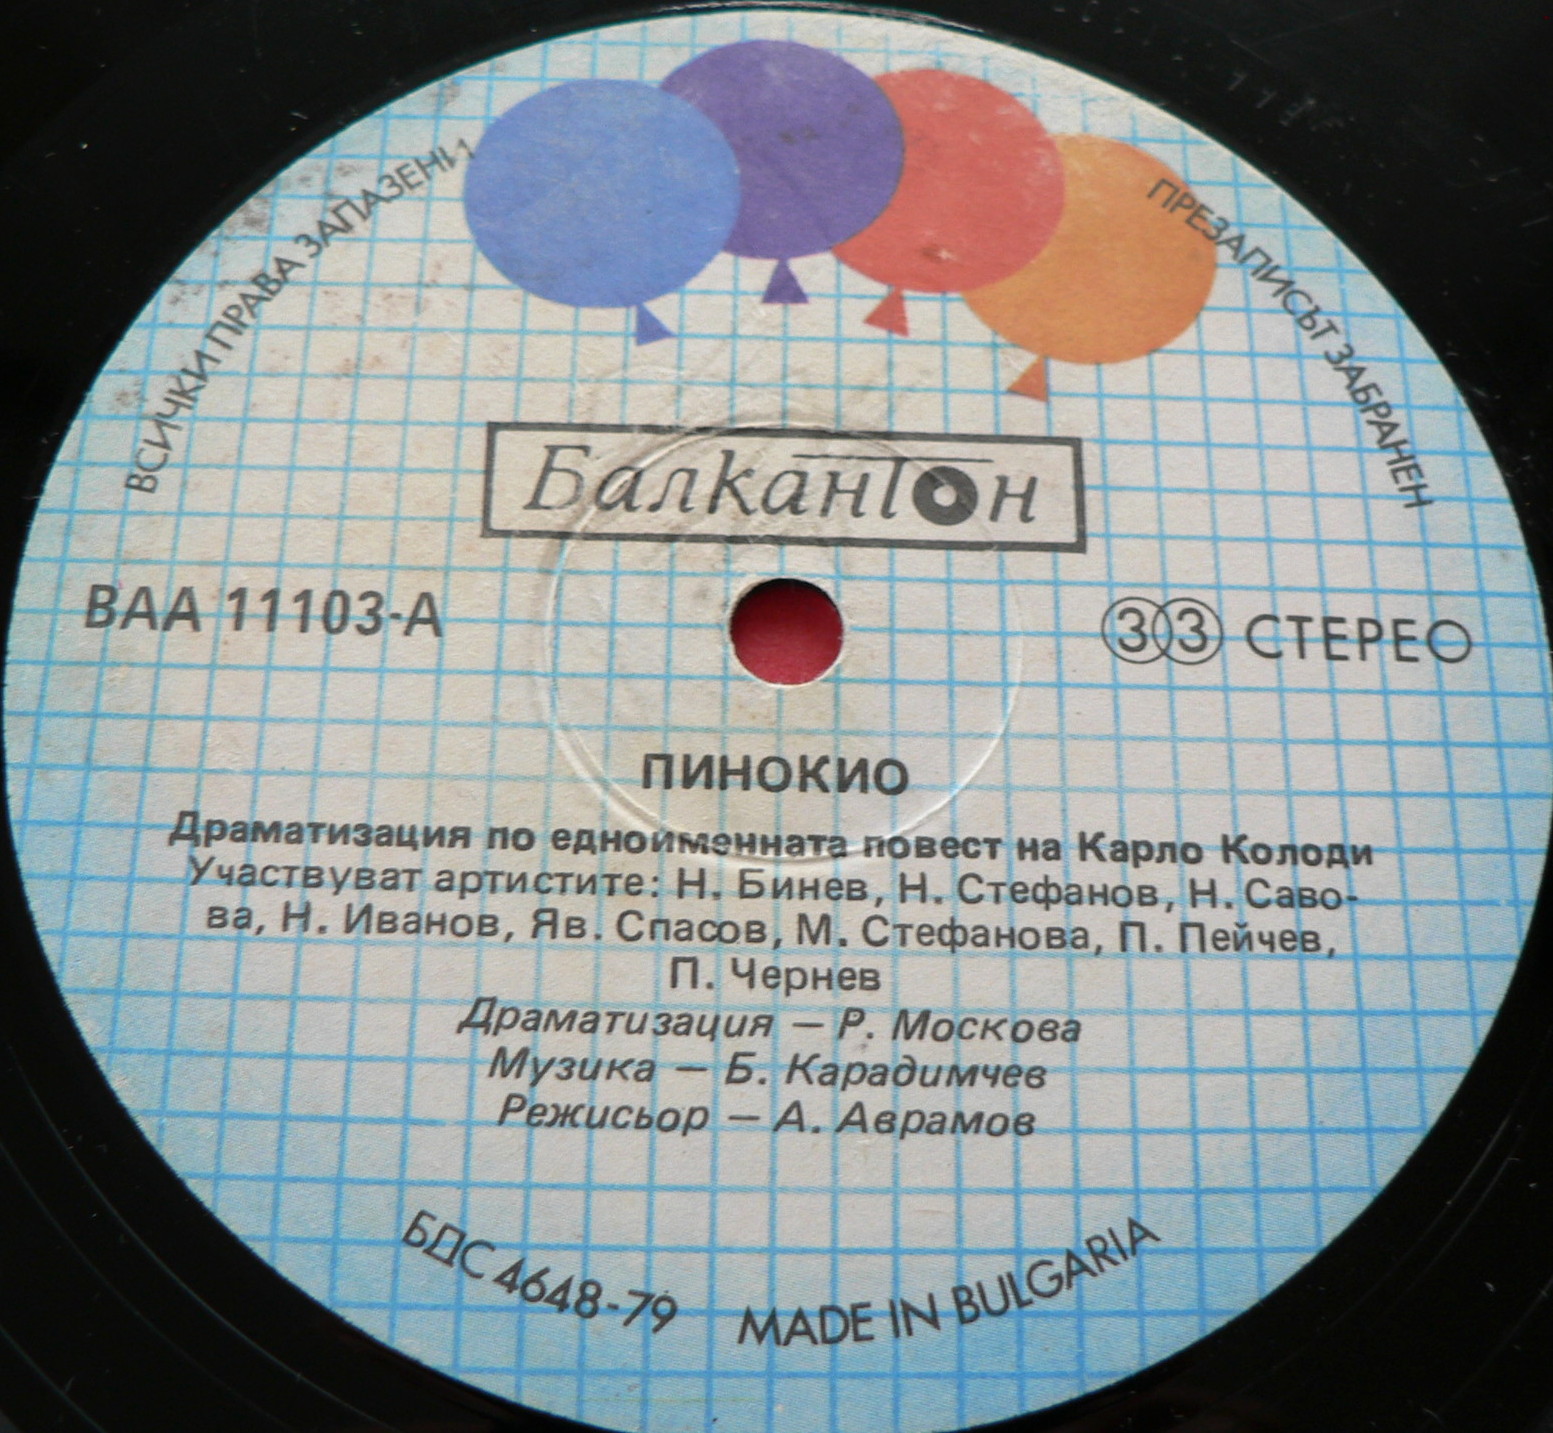 ВСИЧКИ ПРАВА ЗАПАЗЕНИ
ПРЕЗАПИСЪТ ЗАБРАНЕН
Балкантон
ВАА 11103-А
33 СТЕРЕО
ПИНОКИО
Драматизация по едноименната повест на Карло Колоди
Участвуват артистите: Н. Бинев, Н. Стефанов, Н. Саво-
ва, Н. Иванов, Яв. Спасов, М. Стефанова, П. Пейчев,
П. Чернев
Драматизация — Р. Москова
Музика — Б. Карадимчев
Режисьор — А. Аврамов
БДС 4648-79
MADE IN BULGARIA